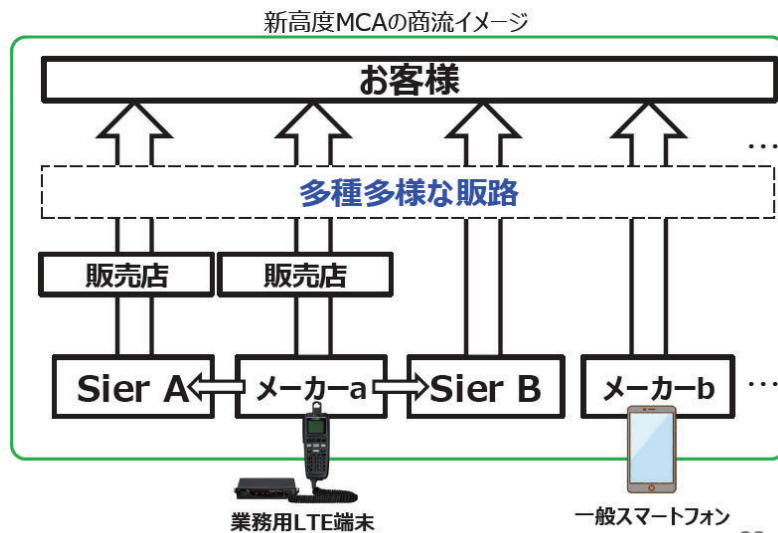 新高度MCAの商流イメージ
お客様
…
多種多様な販路
販売店 販売店
Sier A メーカーa Sier B メーカーb …
業務用LTE端末 一般スマートフォン